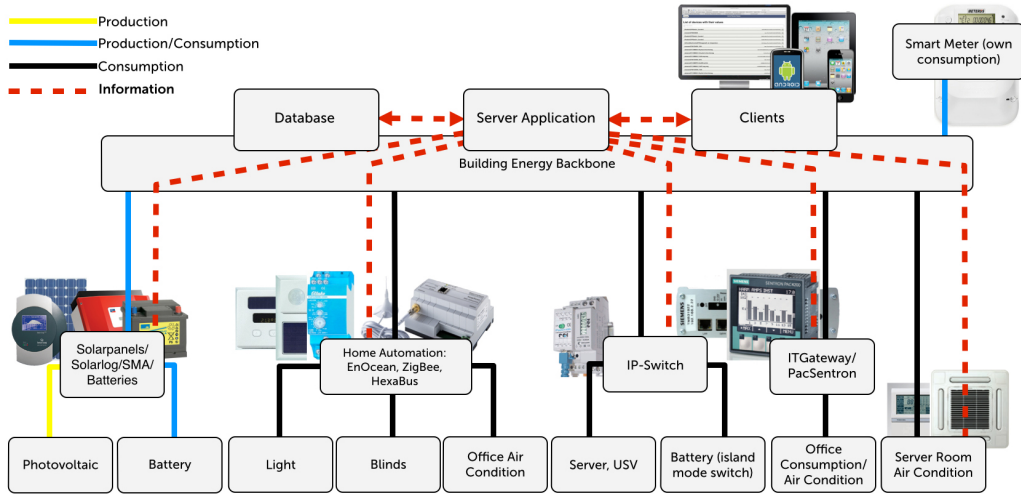 Production
Production/Consumption
Consumption
Information
Smart Meter (own
consumption)
Database
Server Application
Clients
Building Energy Backbone
ANDROID
SIEMENS
Solarpanels/
Solarlog/SMA/
Batteries
Home Automation:
EnOcean, ZigBee,
HexaBus
IP-Switch
ITGateway/
PacSentron
Photovoltaic
Battery
Light
Blinds
Office Air
Condition
Server, USV
Battery (island
mode switch)
Office
Consumption/
Air Condition
Server Room
Air Condition